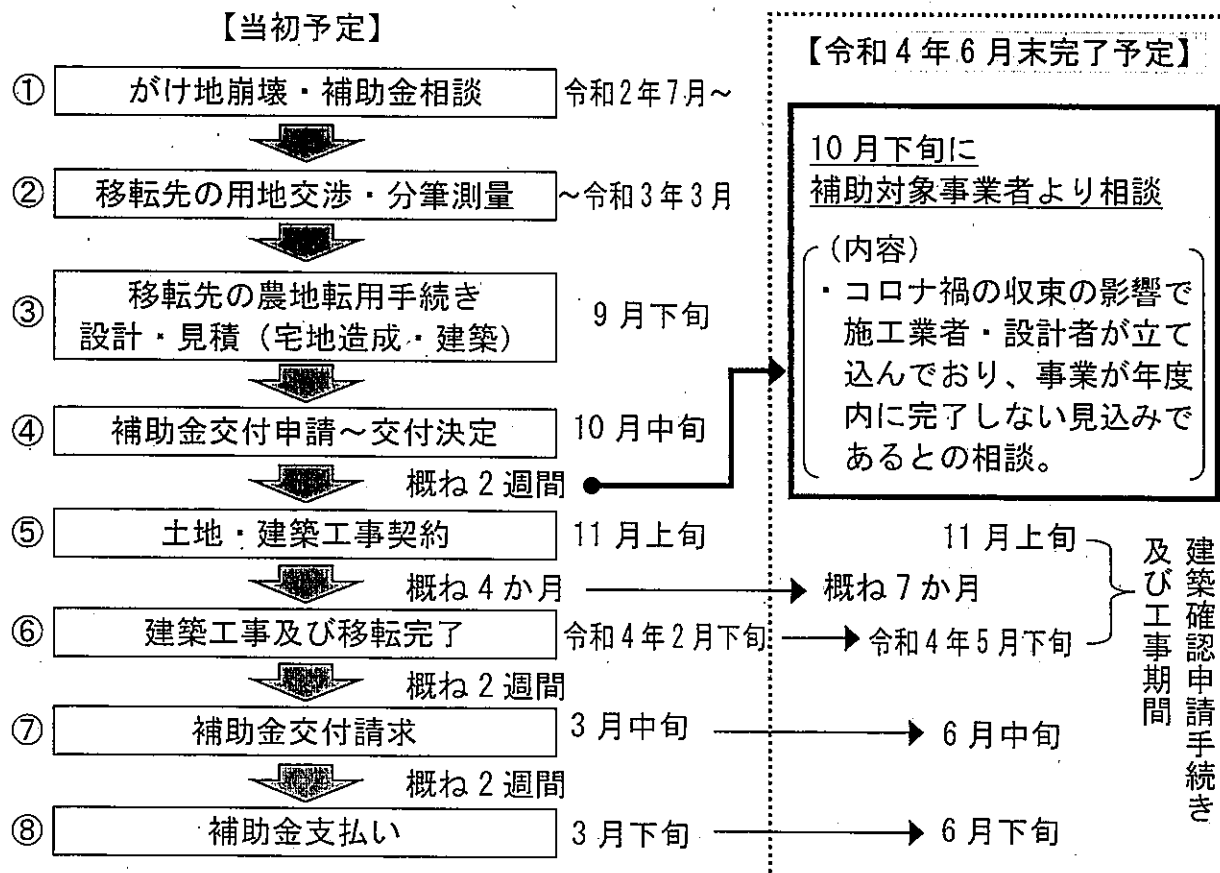 【当初予定】
① がけ地崩壊・補助金相談 令和2年7月～
② 移転先の用地交渉・分筆測量 ～令和3年3月
③ 移転先の農地転用手続き
設計・見積（宅地造成・建築） 9月下旬
④ 補助金交付申請～交付決定 10月中旬
概ね2週間
⑤ 土地・建築工事契約 11月上旬
概ね4か月
⑥ 建築工事及び移転完了 令和4年2月下旬
概ね2週間
⑦ 補助金交付請求 3月中旬
概ね2週間
⑧ 補助金支払い 3月下旬
【令和4年6月末完了予定】
10月下旬に
補助対象事業者より相談
（内容）
・コロナ禍の収束の影響で
施工業者・設計者が立て
込んでおり、事業が年度
内に完了しない見込みで
あるとの相談。
11月上旬
概ね7か月
令和4年5月下旬
建築確認申請手続き
及び工事期間
6月中旬
6月下旬